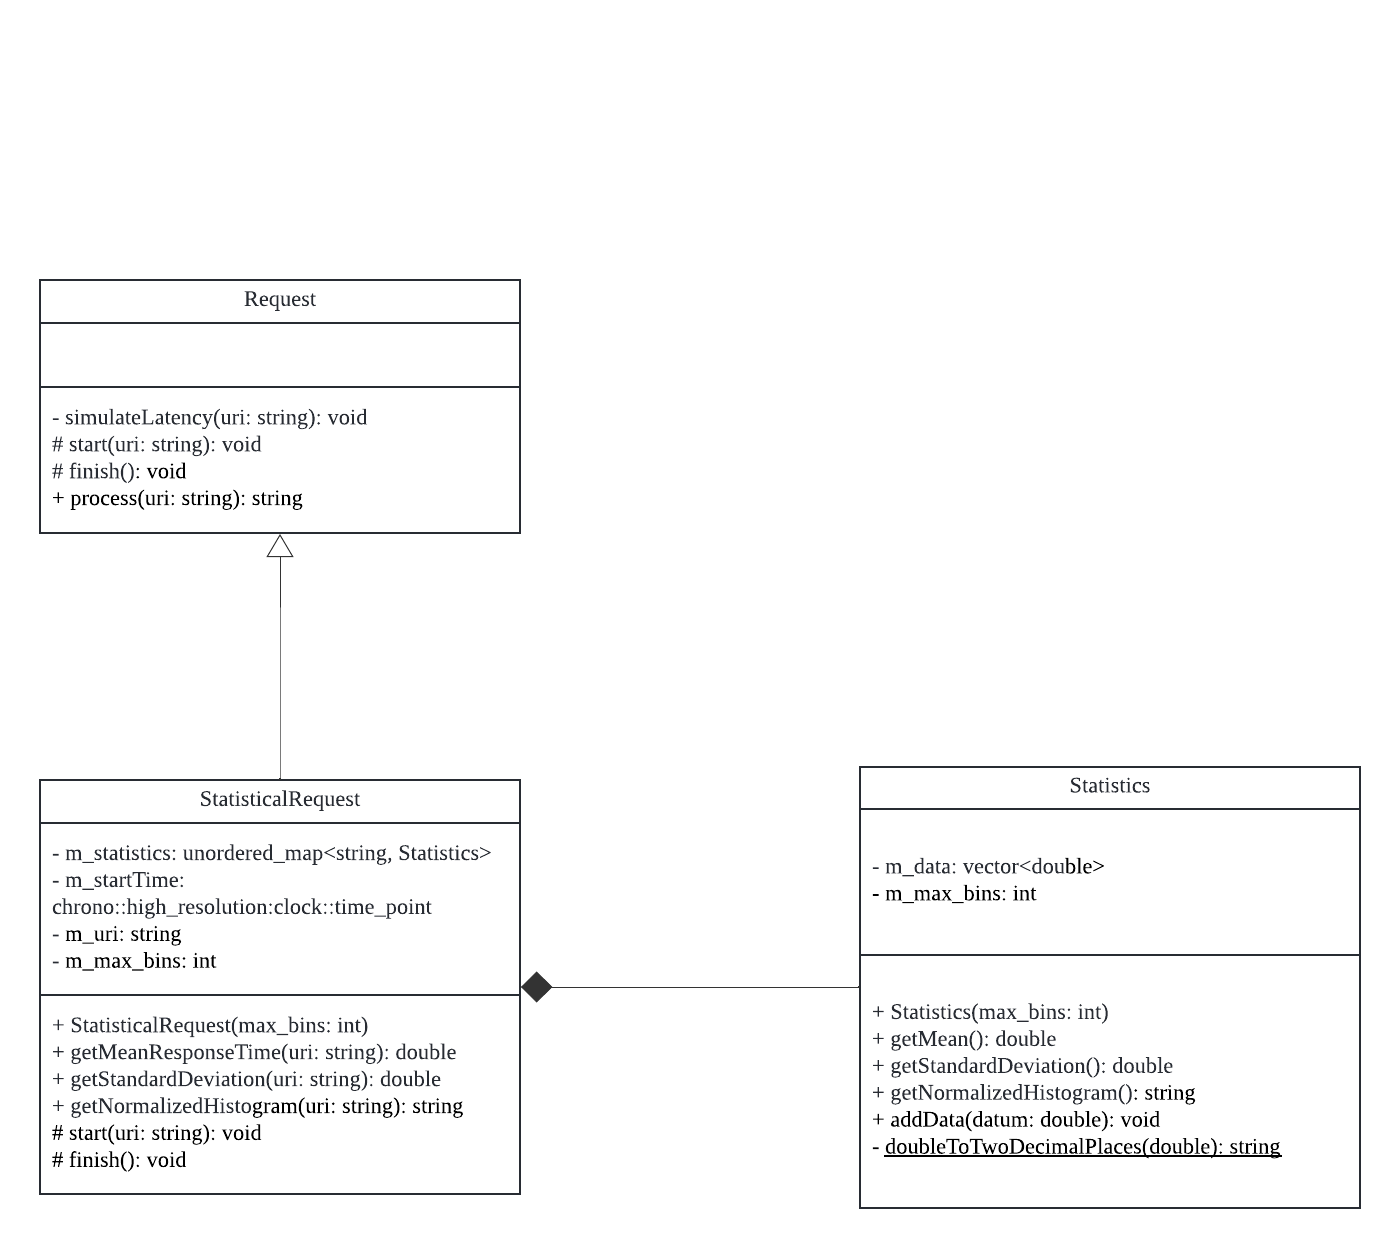 Request
- simulateLatency(uri: string): void
# start(uri: string): void
# finish(): void
+ process(uri: string): string
StatisticalRequest
- m_statistics: unordered_map<string, Statistics>
- m_startTime:
chrono::high_resolution:clock::time_point
- m_uri: string
- m_max_bins: int
+ StatisticalRequest(max_bins: int)
+ getMeanResponseTime(uri: string): double
+ getStandardDeviation(uri: string): double
+ getNormalizedHistogram(uri: string): string
# start(uri: string): void
# finish(): void
Statistics
- m_data: vector<double>
- m_max_bins: int
+ Statistics(max_bins: int)
+ getMean(): double
+ getStandardDeviation(): double
+ getNormalizedHistogram(): string
+ addData(datum: double): void
- doubleToTwoDecimalPlaces(double): string